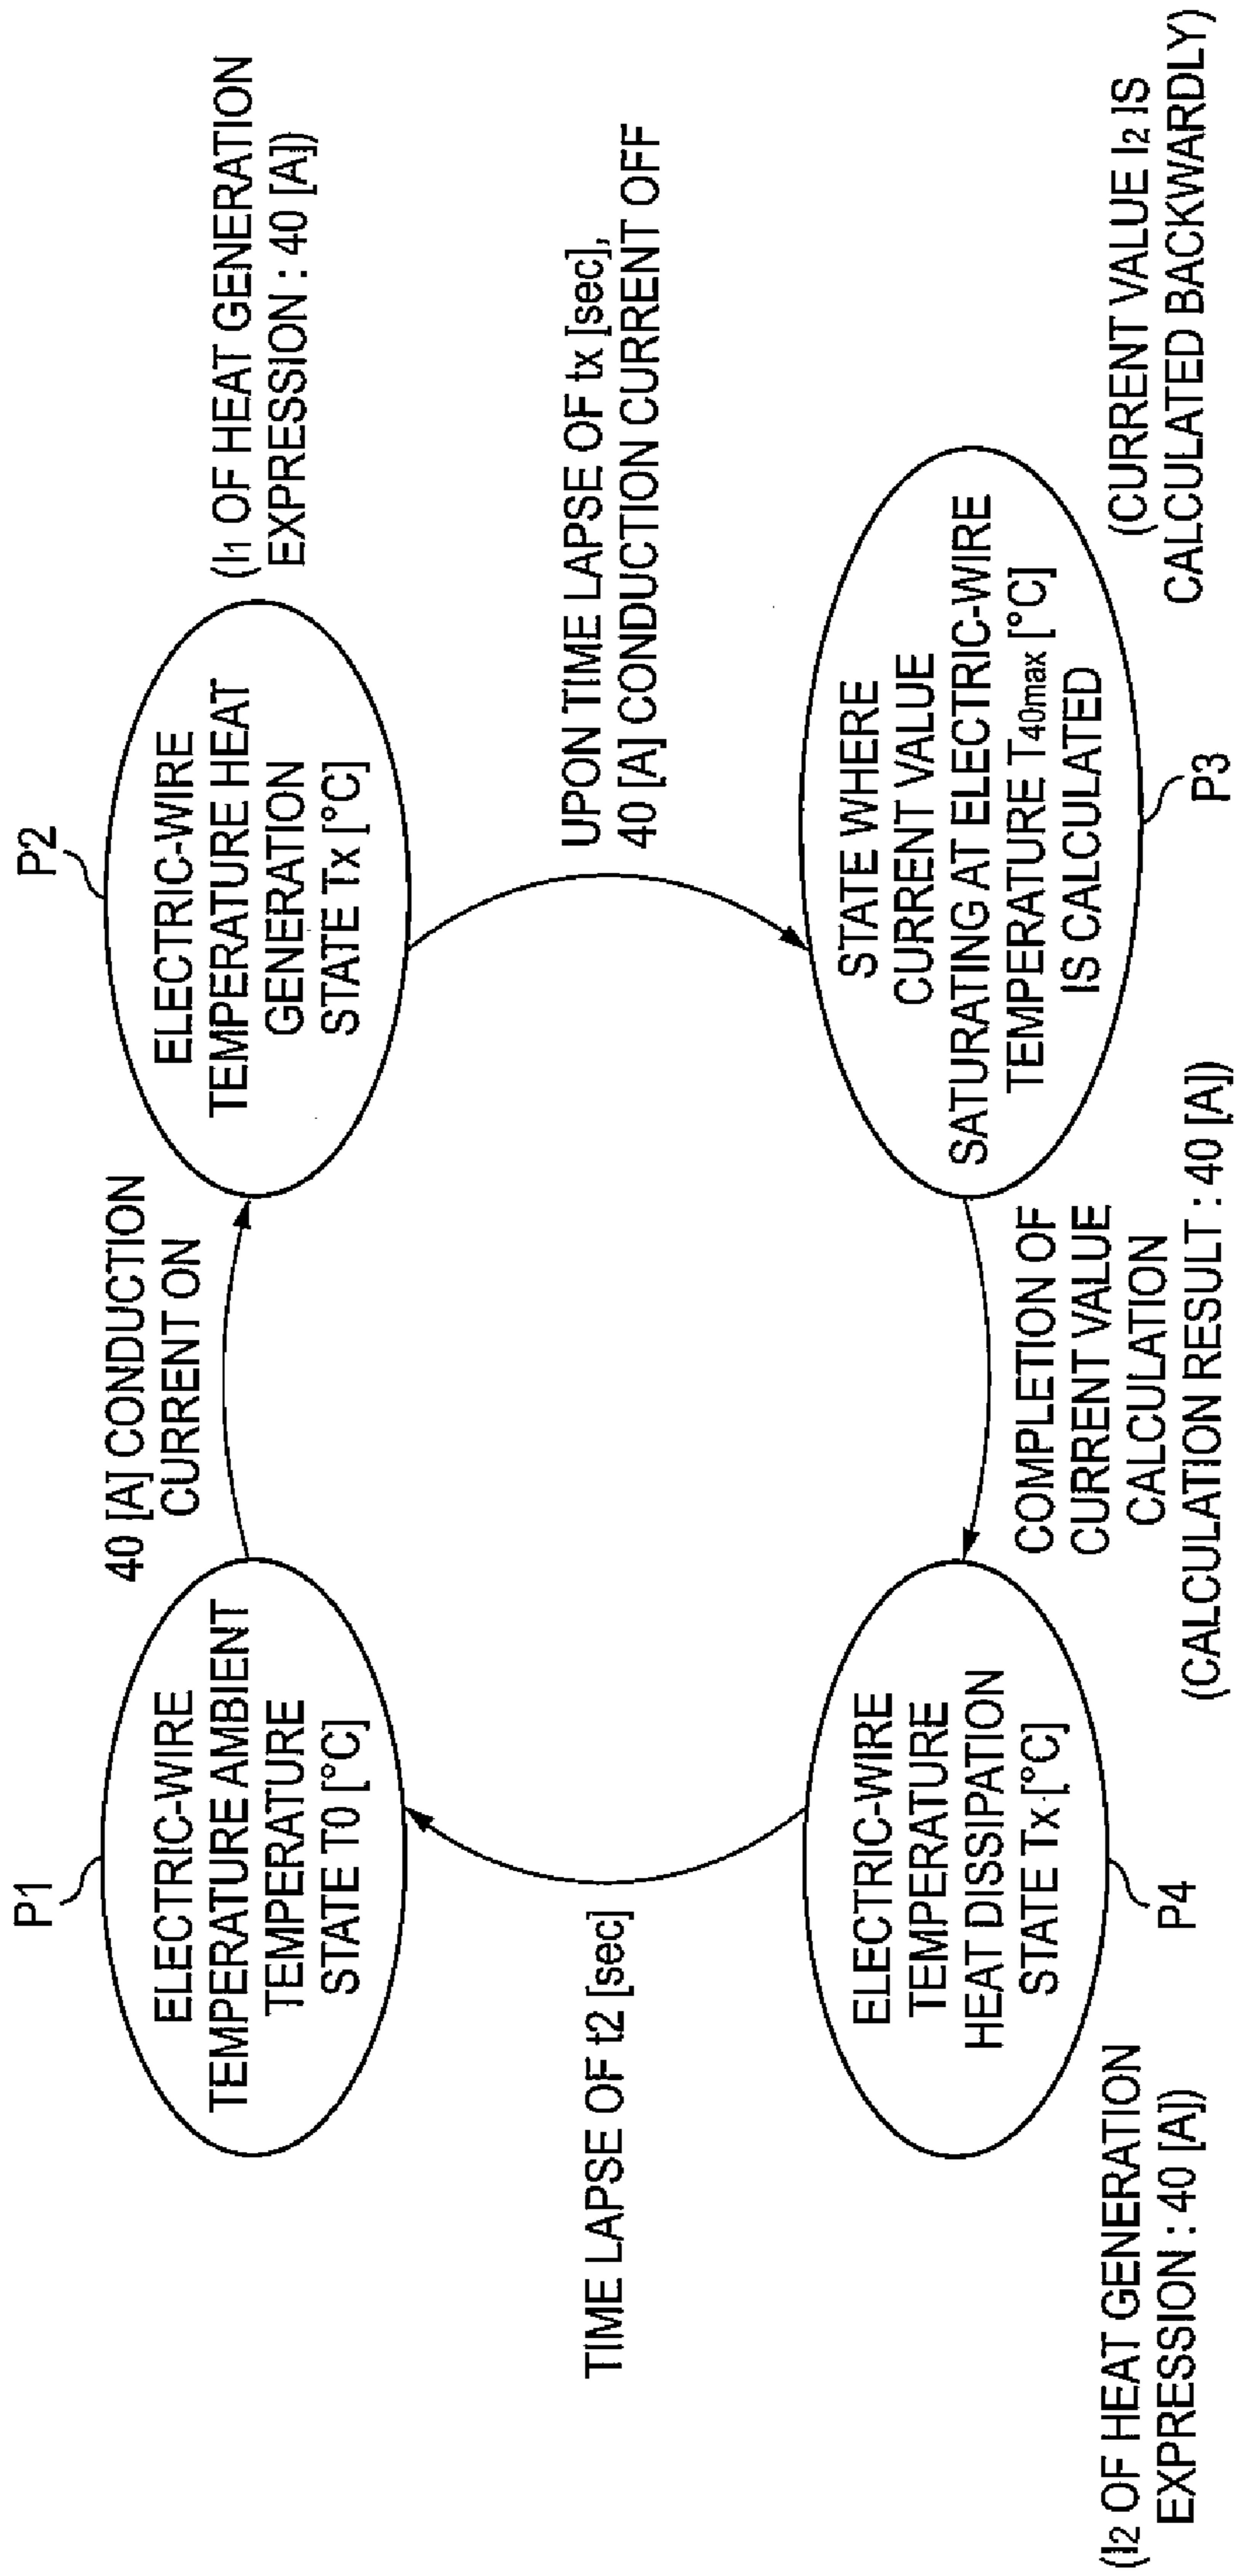 P1
ELECTRIC-WIRE
TEMPERATURE AMBIENT
TEMPERATURE
STATE T0 [°C]
40 [A] CONDUCTION
CURRENT ON
P2
ELECTRIC-WIRE
TEMPERATURE HEAT
GENERATION
STATE Tx [°C]
(I1 OF HEAT GENERATION
EXPRESSION : 40 [A])
UPON TIME LAPSE OF tx [sec],
40 [A] CONDUCTION CURRENT OFF
STATE WHERE
CURRENT VALUE
SATURATING AT ELECTRIC-WIRE
TEMPERATURE T40max [°C]
IS CALCULATED
P3
(CURRENT VALUE I2 IS
CALCULATED BACKWARDLY)
COMPLETION OF
CURRENT VALUE
CALCULATION
(CALCULATION RESULT : 40 [A])
ELECTRIC-WIRE
TEMPERATURE
HEAT DISSIPATION
STATE Tx [°C]
P4
(I2 OF HEAT GENERATION
EXPRESSION : 40 [A])
TIME LAPSE OF t2 [sec]